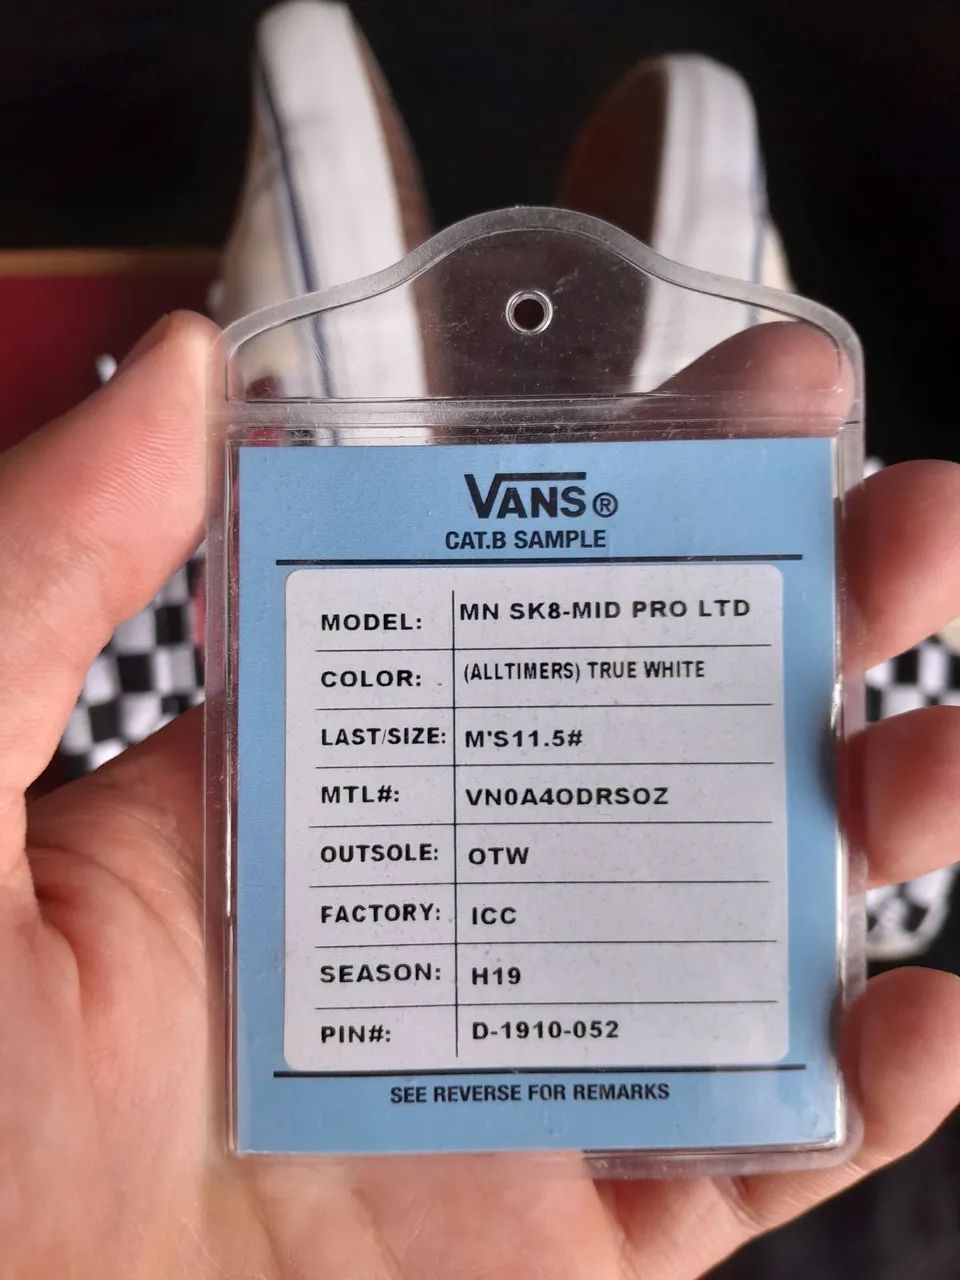 VANS®
CAT.B SAMPLE
MODEL: MN SK8-MID PRO LTD
COLOR: (ALLTIMERS) TRUE WHITE
LAST/SIZE: M'S11.5#
MTL#: VN0A4ODRSOZ
OUTSOLE: OTW
FACTORY: ICC
SEASON: H19
PIN#: D-1910-052
SEE REVERSE FOR REMARKS